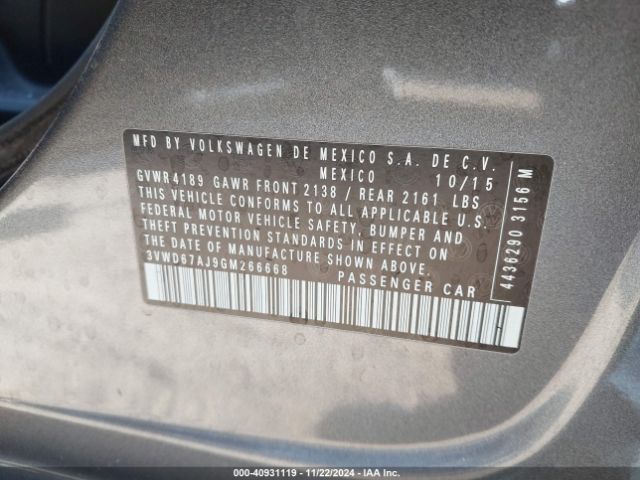 MFD BY VOLKSWAGEN DE MEXICO S.A. DE C.V.
MEXICO 10/15
GVWR4189 GAWR FRONT 2138 / REAR 2161 LBS
THIS VEHICLE CONFORMS TO ALL APPLICABLE U.S.
FEDERAL MOTOR VEHICLE SAFETY, BUMPER AND
THEFT PREVENTION STANDARDS IN EFFECT ON
THE DATE OF MANUFACTURE SHOWN ABOVE.
3VWD67AJ9GM266668 PASSENGER CAR
4436290 3156 M
000-40931119 - 11/22/2024 - IAA Inc.